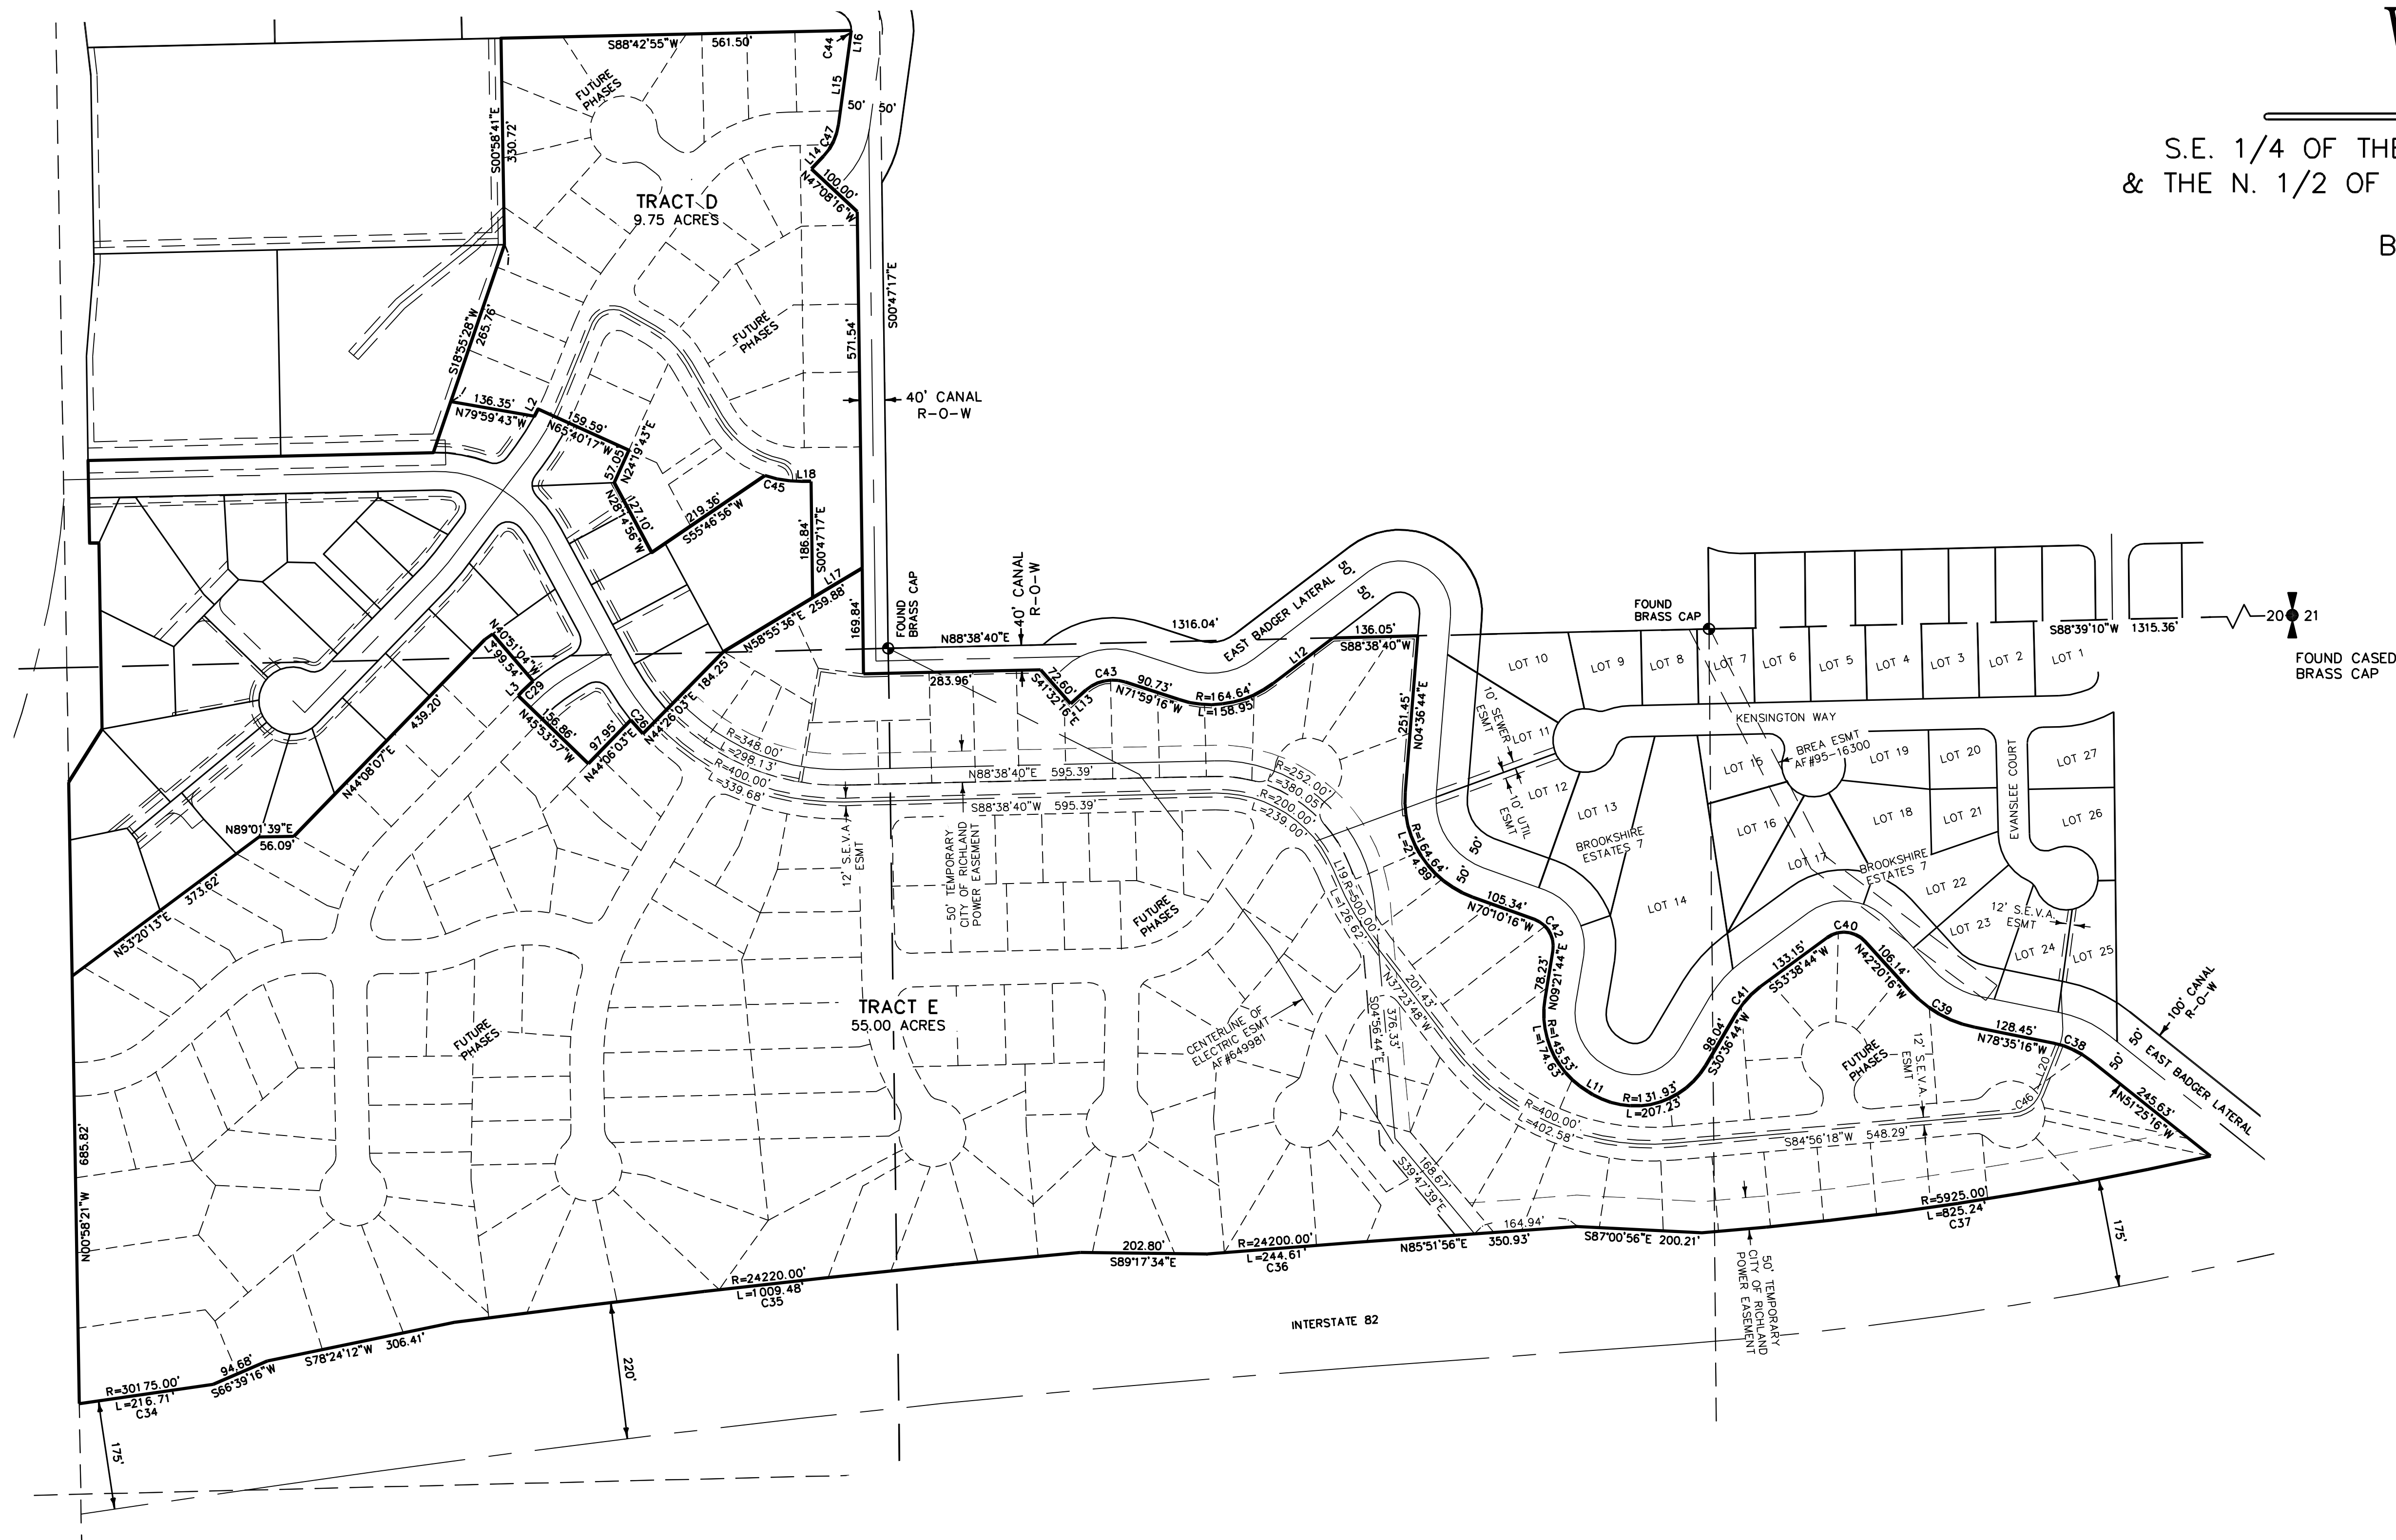 S.E. 1/4 OF THE
& THE N. 1/2 OF
B
S88°42'55"W 561.50'
C44
L16
L15
50' 50'
C47
L14
100.00'
N47°08'16"W
FUTURE
PHASES
S00°58'41"E
330.72'
TRACT D
9.75 ACRES
S00°47'17"E
571.54'
FUTURE
PHASES
S18°55'28"W
265.76'
136.35'
N79°59'43"W
L2
159.59'
N65°40'17"W
57.05'
N24°19'43"E
127.10'
N28°14'56"W
219.36'
S55°46'56"W
C45
L18
186.84'
S00°47'17"E
L17
N58°55'36"E 259.88'
169.84'
40' CANAL
R-O-W
FOUND
BRASS CAP
40' CANAL
R-O-W
N88°38'40"E
1316.04'
EAST BADGER LATERAL
50'
50'
136.05'
S88°38'40"W
L12
FOUND
BRASS CAP
S88°39'10"W 1315.36'
20 21
FOUND CASED
BRASS CAP
LOT 10
LOT 9
LOT 8
LOT 7
LOT 6
LOT 5
LOT 4
LOT 3
LOT 2
LOT 1
KENSINGTON WAY
10' SEWER
ESMT
LOT 11
LOT 12
10' UTIL
ESMT
LOT 13
BROOKSHIRE
ESTATES 7
LOT 14
LOT 15
BREA ESMT
AF#95-16300
LOT 16
LOT 17
LOT 18
LOT 19
LOT 20
LOT 21
EVANSLEE COURT
LOT 27
LOT 26
BROOKSHIRE
ESTATES 7
LOT 22
LOT 23
12' S.E.V.A.
ESMT
LOT 24
LOT 25
100' CANAL
R-O-W
N40°51'04"W
L4
99.54'
L3
C29
156.86'
N45°53'57"W
97.95'
N44°06'03"E
C26
N44°26'03"E 184.25'
N44°08'07"E 439.20'
N89°01'39"E
56.09'
N53°20'13"E 373.62'
283.96'
72.60'
S41°32'16"E
L13
C43
90.73'
N71°59'16"W
R=164.64'
L=158.95'
251.45'
N04°36'44"E
R=348.00'
L=298.13'
R=400.00'
L=339.68'
N88°38'40"E 595.39'
S88°38'40"W 595.39'
R=252.00'
L=380.05'
R=200.00'
L=239.00'
12' S.E.V.A.
ESMT
50' TEMPORARY
CITY OF RICHLAND
POWER EASEMENT
L19
R=500.00'
L=126.62'
R=164.64'
L=214.89'
50'
50'
105.34'
N70°10'16"W
C42
78.23'
N09°21'44"E
R=145.53'
L=174.63'
L11
R=131.93'
L=207.23'
98.04'
S30°36'44"W
C41
133.15'
S53°38'44"W
C40
106.14'
N42°20'16"W
C39
128.45'
N78°35'16"W
C38
50'
50'
EAST BADGER LATERAL
245.63'
N51°25'16"W
FUTURE
PHASES
FUTURE
PHASES
12' S.E.V.A.
ESMT
L20
C46
TRACT E
55.00 ACRES
FUTURE
PHASES
CENTERLINE OF
ELECTRIC ESMT
AF#649981
201.43'
N37°23'48"W
376.33'
S04°56'44"E
R=400.00'
L=402.58'
S84°56'18"W 548.29'
168.67'
S39°47'39"E
685.82'
N00°58'21"W
R=5925.00'
L=825.24'
C37
164.94'
S87°00'56"E 200.21'
N85°51'56"E 350.93'
R=24200.00'
L=244.61'
C36
202.80'
S89°17'34"E
R=24220.00'
L=1009.48'
C35
S78°24'12"W 306.41'
94.68'
S66°39'16"W
R=30175.00'
L=216.71'
C34
175'
220'
INTERSTATE 82
50' TEMPORARY
CITY OF RICHLAND
POWER EASEMENT
175'